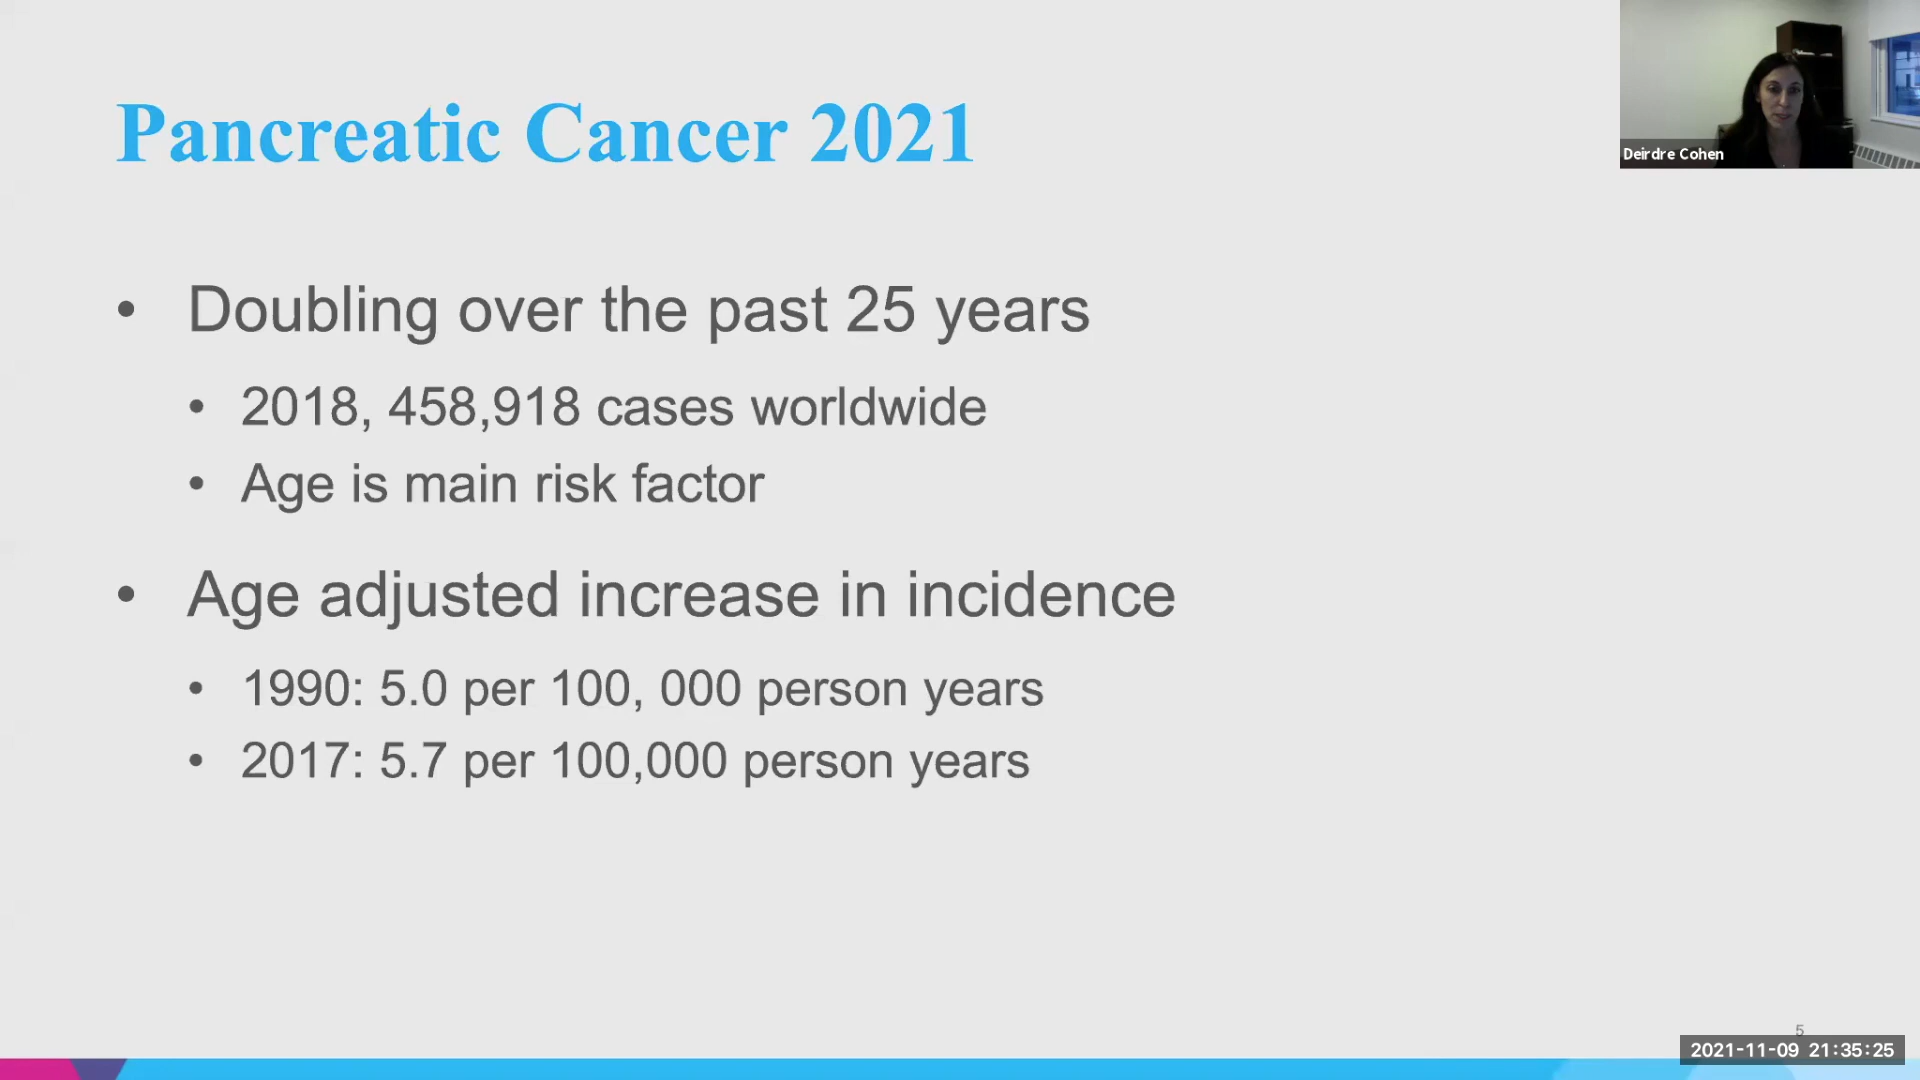 Pancreatic Cancer 2021
Deirdre Cohen
• Doubling over the past 25 years
• 2018, 458,918 cases worldwide
• Age is main risk factor
• Age adjusted increase in incidence
• 1990: 5.0 per 100, 000 person years
• 2017: 5.7 per 100,000 person years
5
2021-11-09 21:35:25